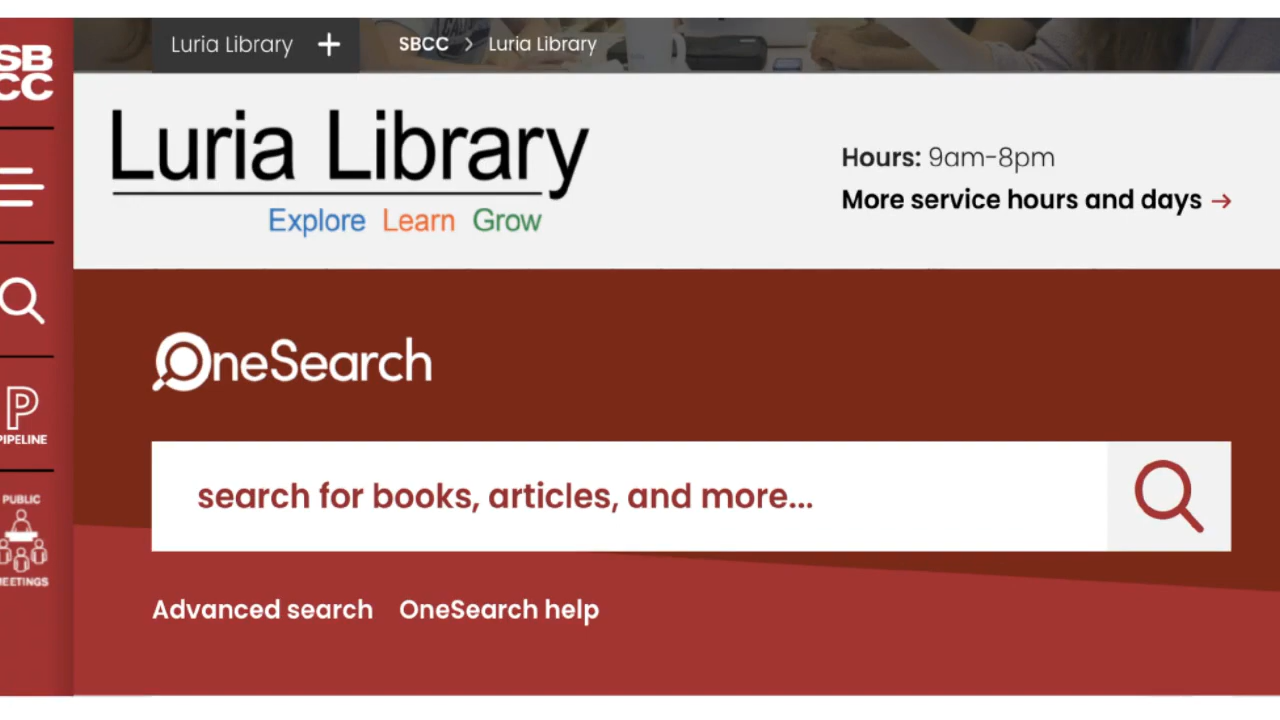 SB
CC
Luria Library + SBCC > Luria Library
Luria Library
Explore Learn Grow
Hours: 9am-8pm
More service hours and days →
OneSearch
search for books, articles, and more...
Advanced search OneSearch help
P
PIPELINE
PUBLIC
MEETINGS